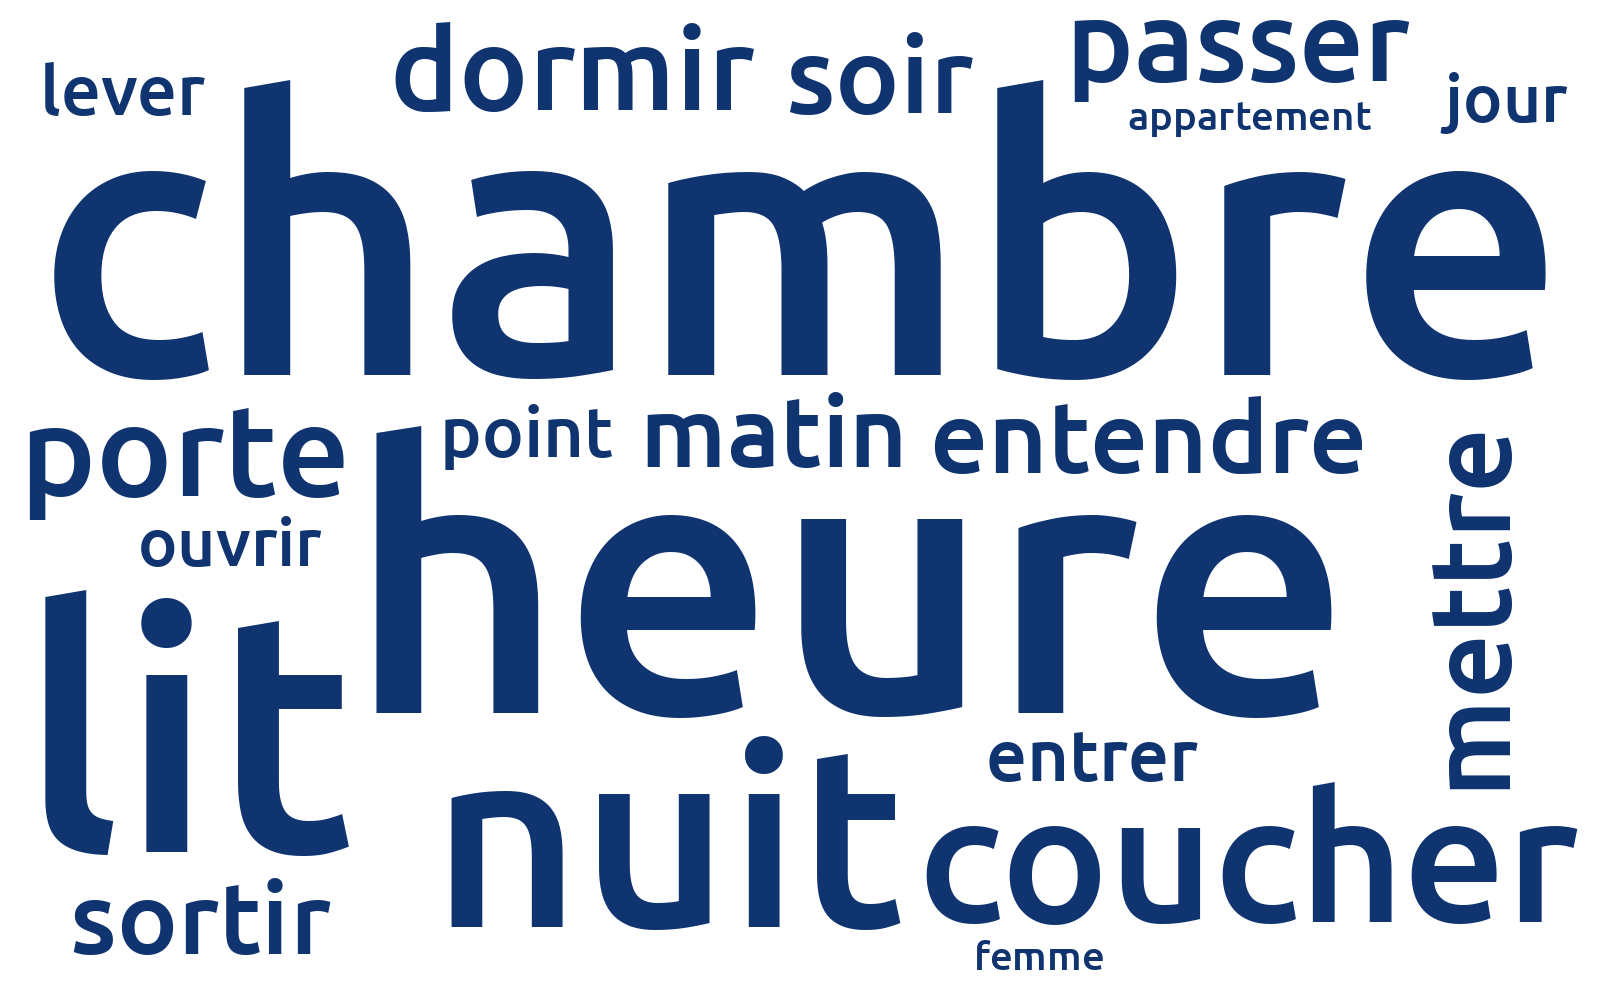 lever
dormir
soir
passer
appartement
jour
chambre
porte
point
matin
entendre
mettre
ouvrir
heure
lit
nuit
entrer
coucher
sortir
femme